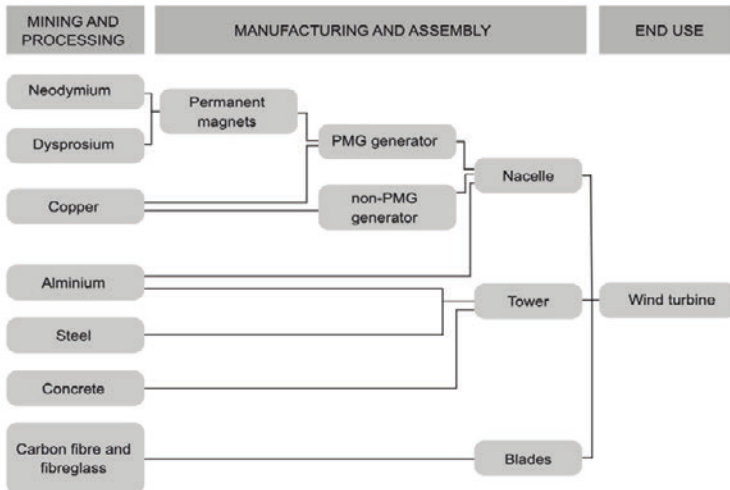 MINING AND
PROCESSING
MANUFACTURING AND ASSEMBLY
END USE
Neodymium
Permanent
magnets
Dysprosium
PMG generator
Nacelle
Copper
non-PMG
generator
Alminium
Tower
Wind turbine
Steel
Concrete
Carbon fibre and
fibreglass
Blades